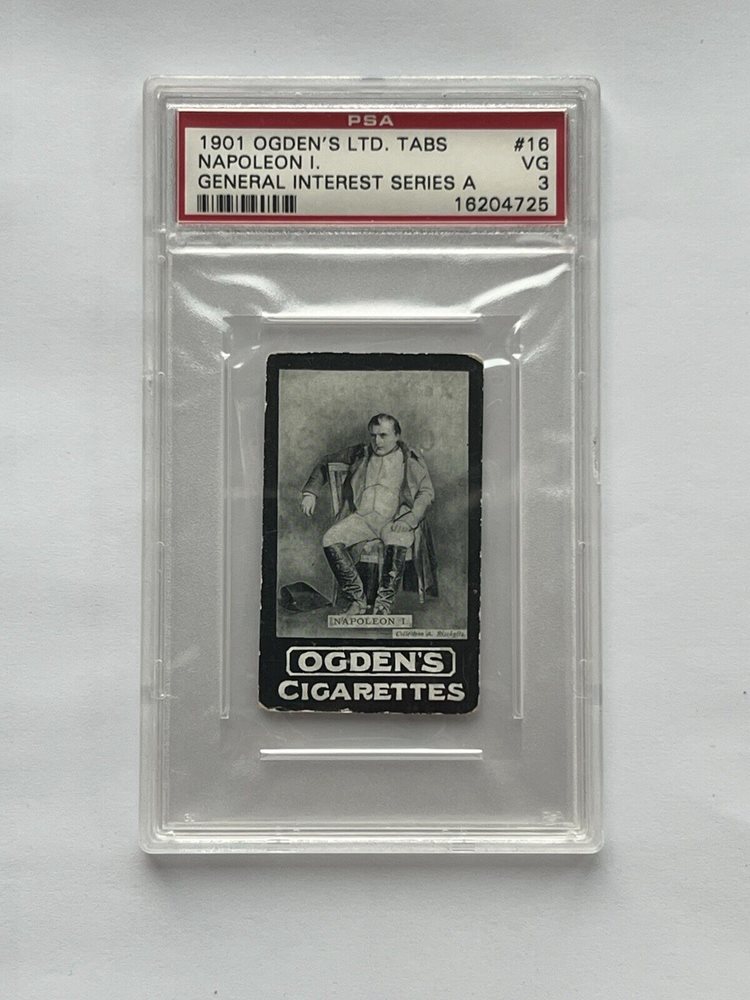 PSA
1901 OGDEN'S LTD. TABS #16
NAPOLEON I. VG
GENERAL INTEREST SERIES A 3
16204725
NAPOLEON I.
OGDEN'S
CIGARETTES